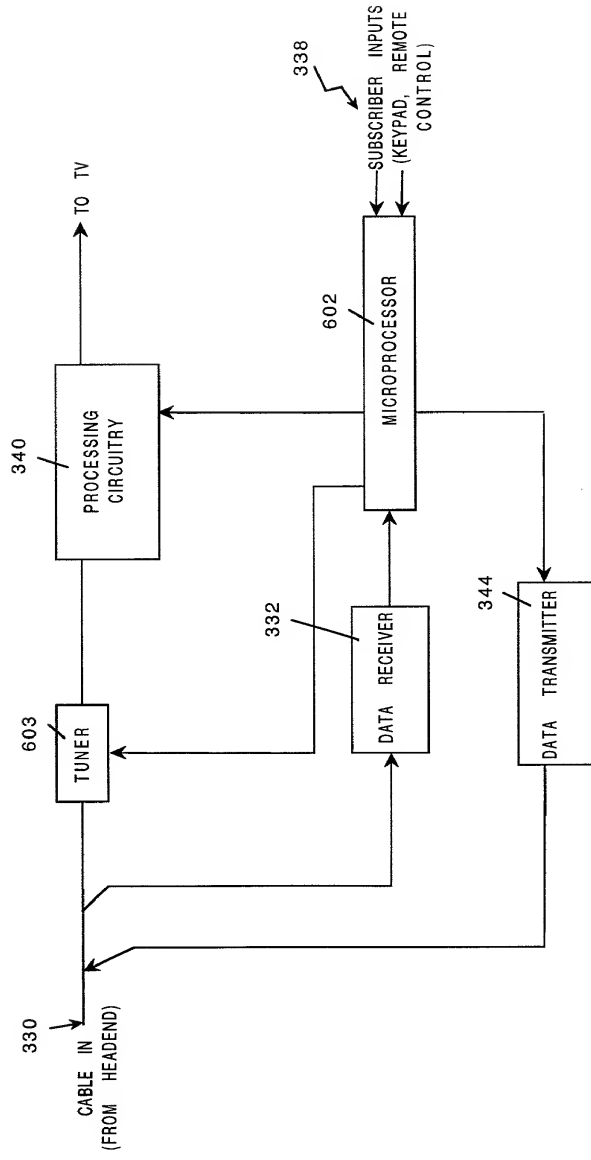 330
CABLE IN
(FROM HEADEND)
603
TUNER
340
PROCESSING
CIRCUITRY
TO TV
332
DATA RECEIVER
602
MICROPROCESSOR
338
SUBSCRIBER INPUTS
(KEYPAD, REMOTE
CONTROL)
344
DATA TRANSMITTER